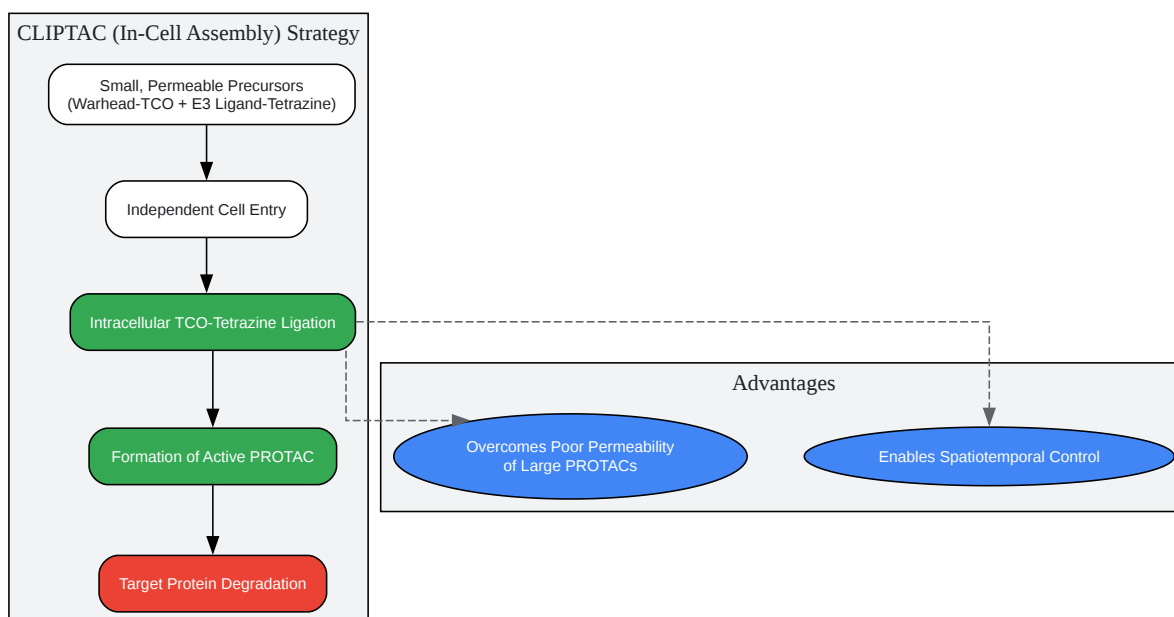 CLIPTAC (In-Cell Assembly) Strategy
Small, Permeable Precursors
(Warhead-TCO + E3 Ligand-Tetrazine)
Independent Cell Entry
Intracellular TCO-Tetrazine Ligation
Formation of Active PROTAC
Target Protein Degradation
Advantages
Overcomes Poor Permeability
of Large PROTACs
Enables Spatiotemporal Control